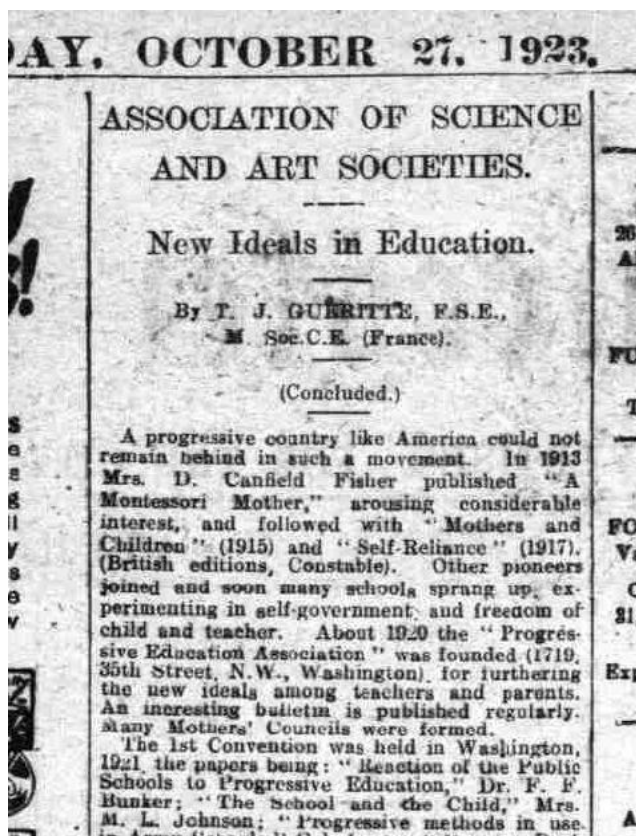 DAY, OCTOBER 27, 1923.
ASSOCIATION OF SCIENCE
AND ART SOCIETIES.
New Ideals in Education.
By T. J. GUERITTE, F.S.E.,
M. Soc.C.E. (France).
(Concluded.)
A progressive country like America could not
remain behind in such a movement. In 1913
Mrs. D. Canfield Fisher published "A
Montessori Mother," arousing considerable
interest, and followed with "Mothers and
Children" (1915) and "Self-Reliance" (1917).
(British editions, Constable). Other pioneers
joined and soon many schools sprang up, ex-
perimenting in self-government and freedom of
child and teacher. About 1920 the "Progres-
sive Education Association" was founded (1719,
35th Street, N.W., Washington), for furthering
the new ideals among teachers and parents.
An incresting bulletin is published regularly.
Many Mothers' Councils were formed.
The 1st Convention was held in Washington,
1921, the papers being: "Reaction of the Public
Schools to Progressive Education," Dr. F. F.
Bunker; "The School and the Child," Mrs.
M. L. Johnson; "Progressive methods in use
26
FU
FO
Exp